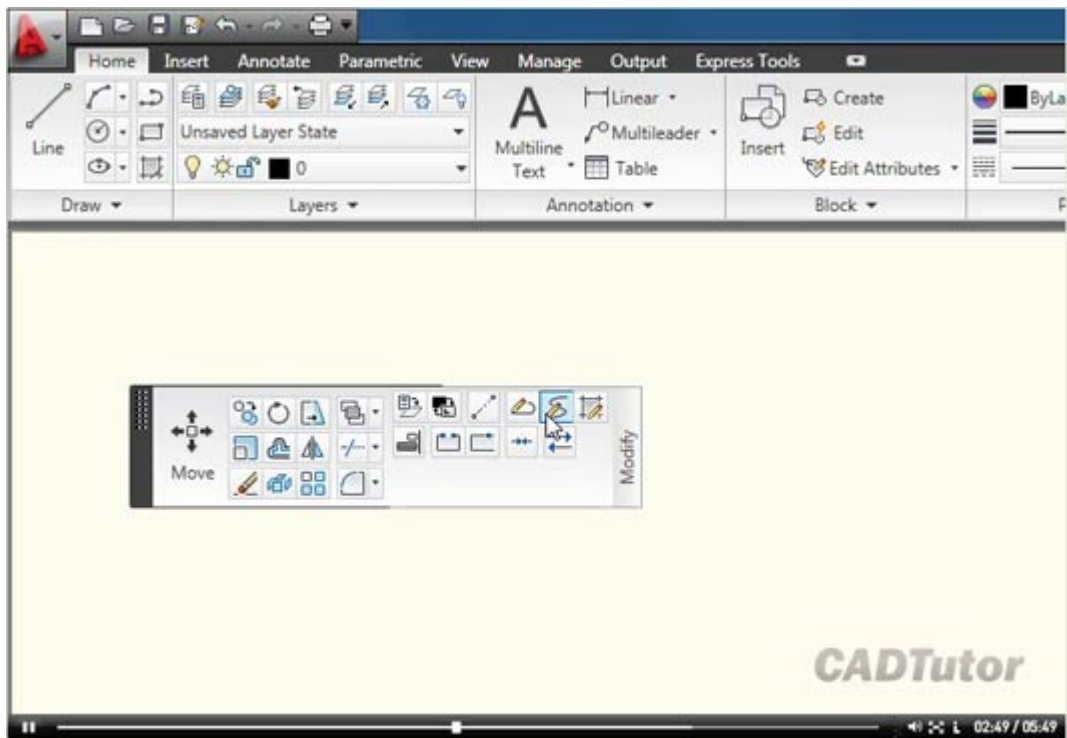 Home Insert Annotate Parametric View Manage Output Express Tools
Line
Unsaved Layer State
0
Multiline
Text
Linear
Multileader
Table
Insert
Create
Edit
Edit Attributes
ByLa
Draw Layers Annotation Block P
Move
Modify
CADTutor
02:49 / 05:49